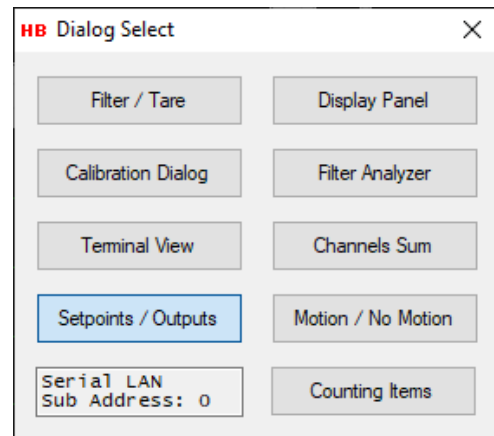 HB Dialog Select
Filter / Tare
Display Panel
Calibration Dialog
Filter Analyzer
Terminal View
Channels Sum
Setpoints / Outputs
Motion / No Motion
Serial LAN
Sub Address: 0
Counting Items